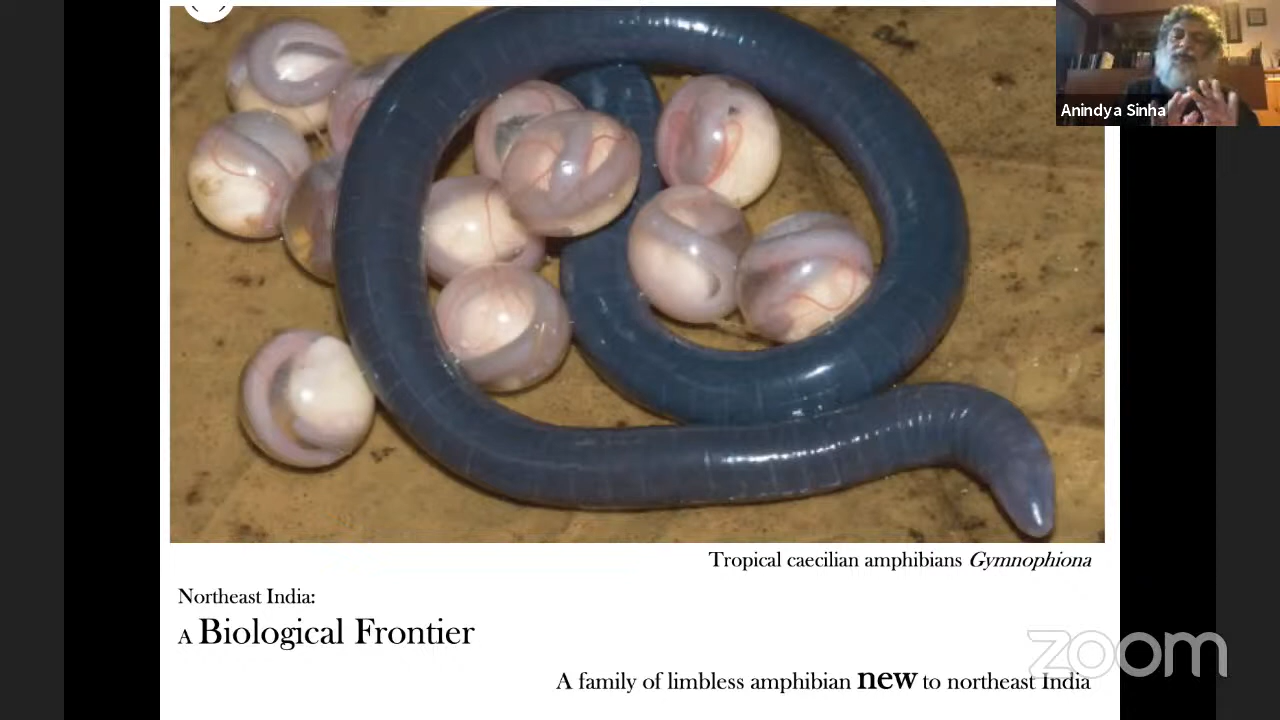 Anindya Sinha
Tropical caecilian amphibians Gymnophiona
Northeast India:
A Biological Frontier
zoom
A family of limbless amphibian new to northeast India